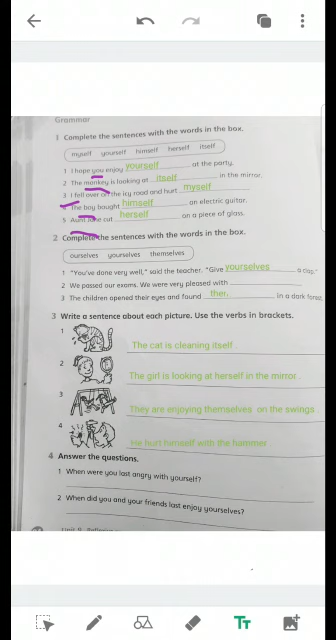 Grammar
1 Complete the sentences with the words in the box.
myself yourself himself herself itself
1 I hope you enjoy yourself at the party.
2 The monkey is looking at itself in the mirror.
3 I fell over on the icy road and hurt myself
4 The boy bought himself an electric guitar.
5 Aunt Jane cut herself on a piece of glass.
2 Complete the sentences with the words in the box.
ourselves yourselves themselves
1 "You've done very well," said the teacher. "Give yourselves a clap."
2 We passed our exams. We were very pleased with
3 The children opened their eyes and found ther. in a dark forest.
3 Write a sentence about each picture. Use the verbs in brackets.
1
The cat is cleaning itself.
2
The girl is looking at herself in the mirror.
3
They are enjoying themselves on the swings.
4
He hurt himself with the hammer
4 Answer the questions.
1 When were you last angry with yourself?
2 When did you and your friends last enjoy yourselves?
Unit 9
TT